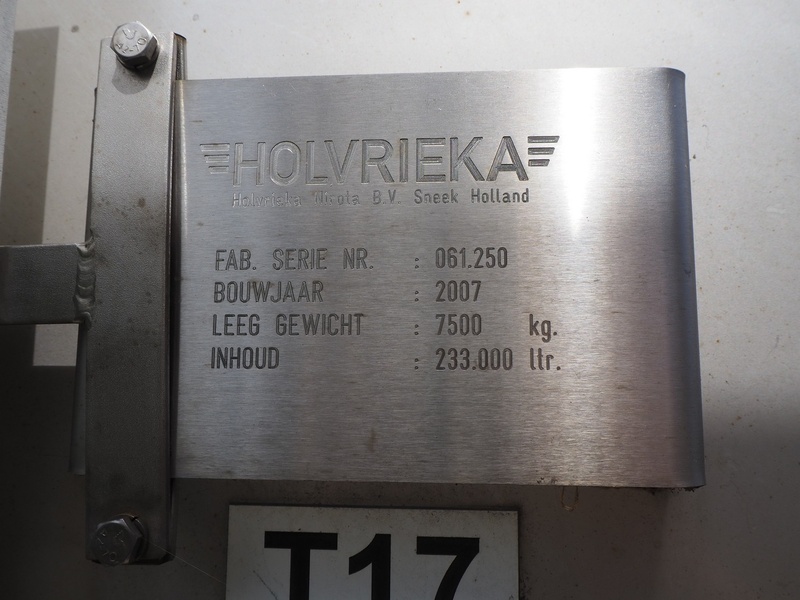 HOLVRIEKA
Holvrieka Nirota B.V. Sneek Holland
FAB. SERIE NR. : 061.250
BOUWJAAR : 2007
LEEG GEWICHT : 7500 kg.
INHOUD : 233.000 ltr.
T17